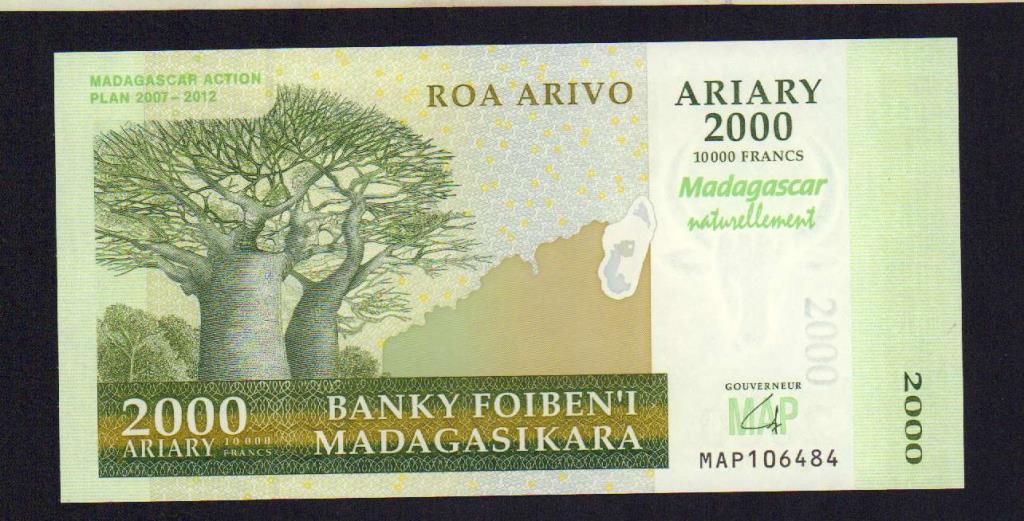 MADAGASCAR ACTION
PLAN 2007-2012
ROA ARIVO
ARIARY
2000
10000 FRANCS
Madagascar
naturellement
2000
GOUVERNEUR
MAP
MAP106484
2000
2000
ARIARY 10000
FRANCS
BANKY FOIBEN'I
MADAGASIKARA